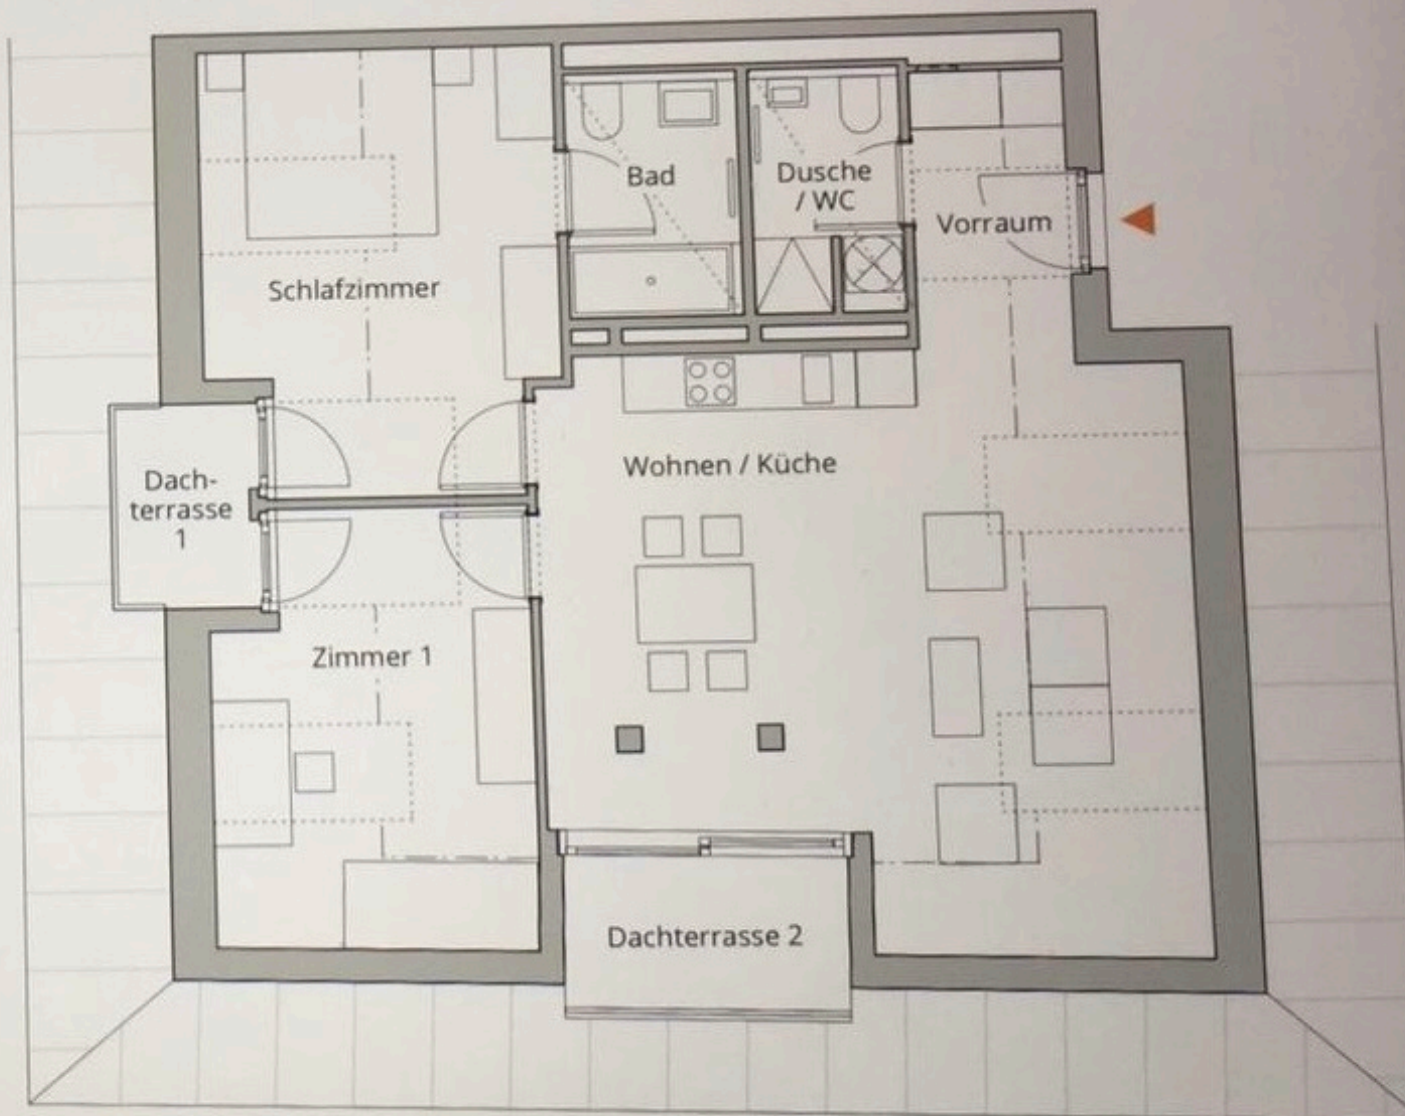 Bad
Dusche
/ WC
Vorraum
Schlafzimmer
Wohnen / Küche
Dach-
terrasse
1
Zimmer 1
Dachterrasse 2